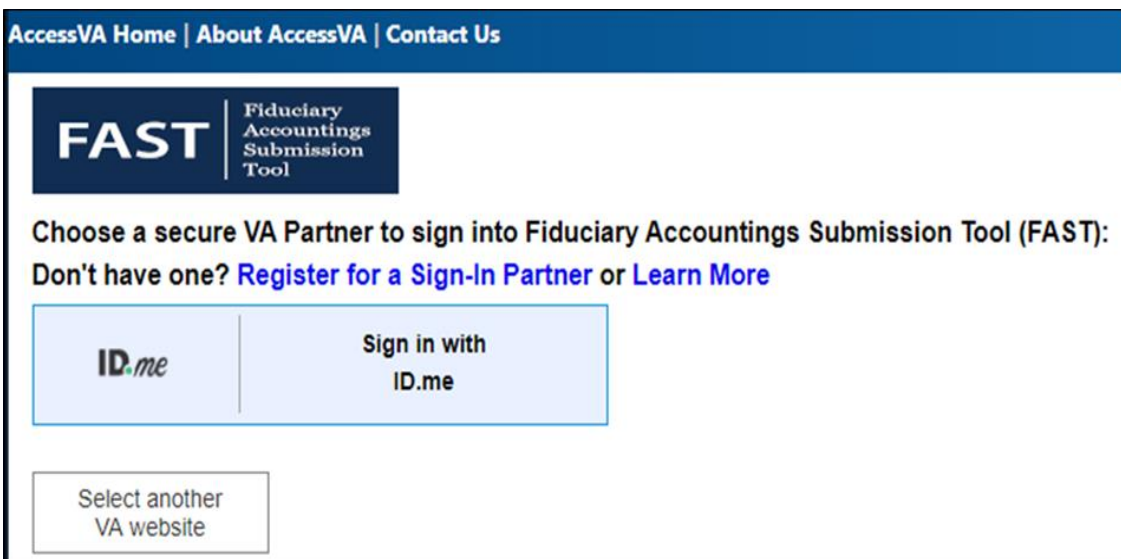 AccessVA Home | About AccessVA | Contact Us
FAST
Fiduciary
Accountings
Submission
Tool
Choose a secure VA Partner to sign into Fiduciary Accountings Submission Tool (FAST):
Don't have one? Register for a Sign-In Partner or Learn More
ID.me
Sign in with
ID.me
Select another
VA website